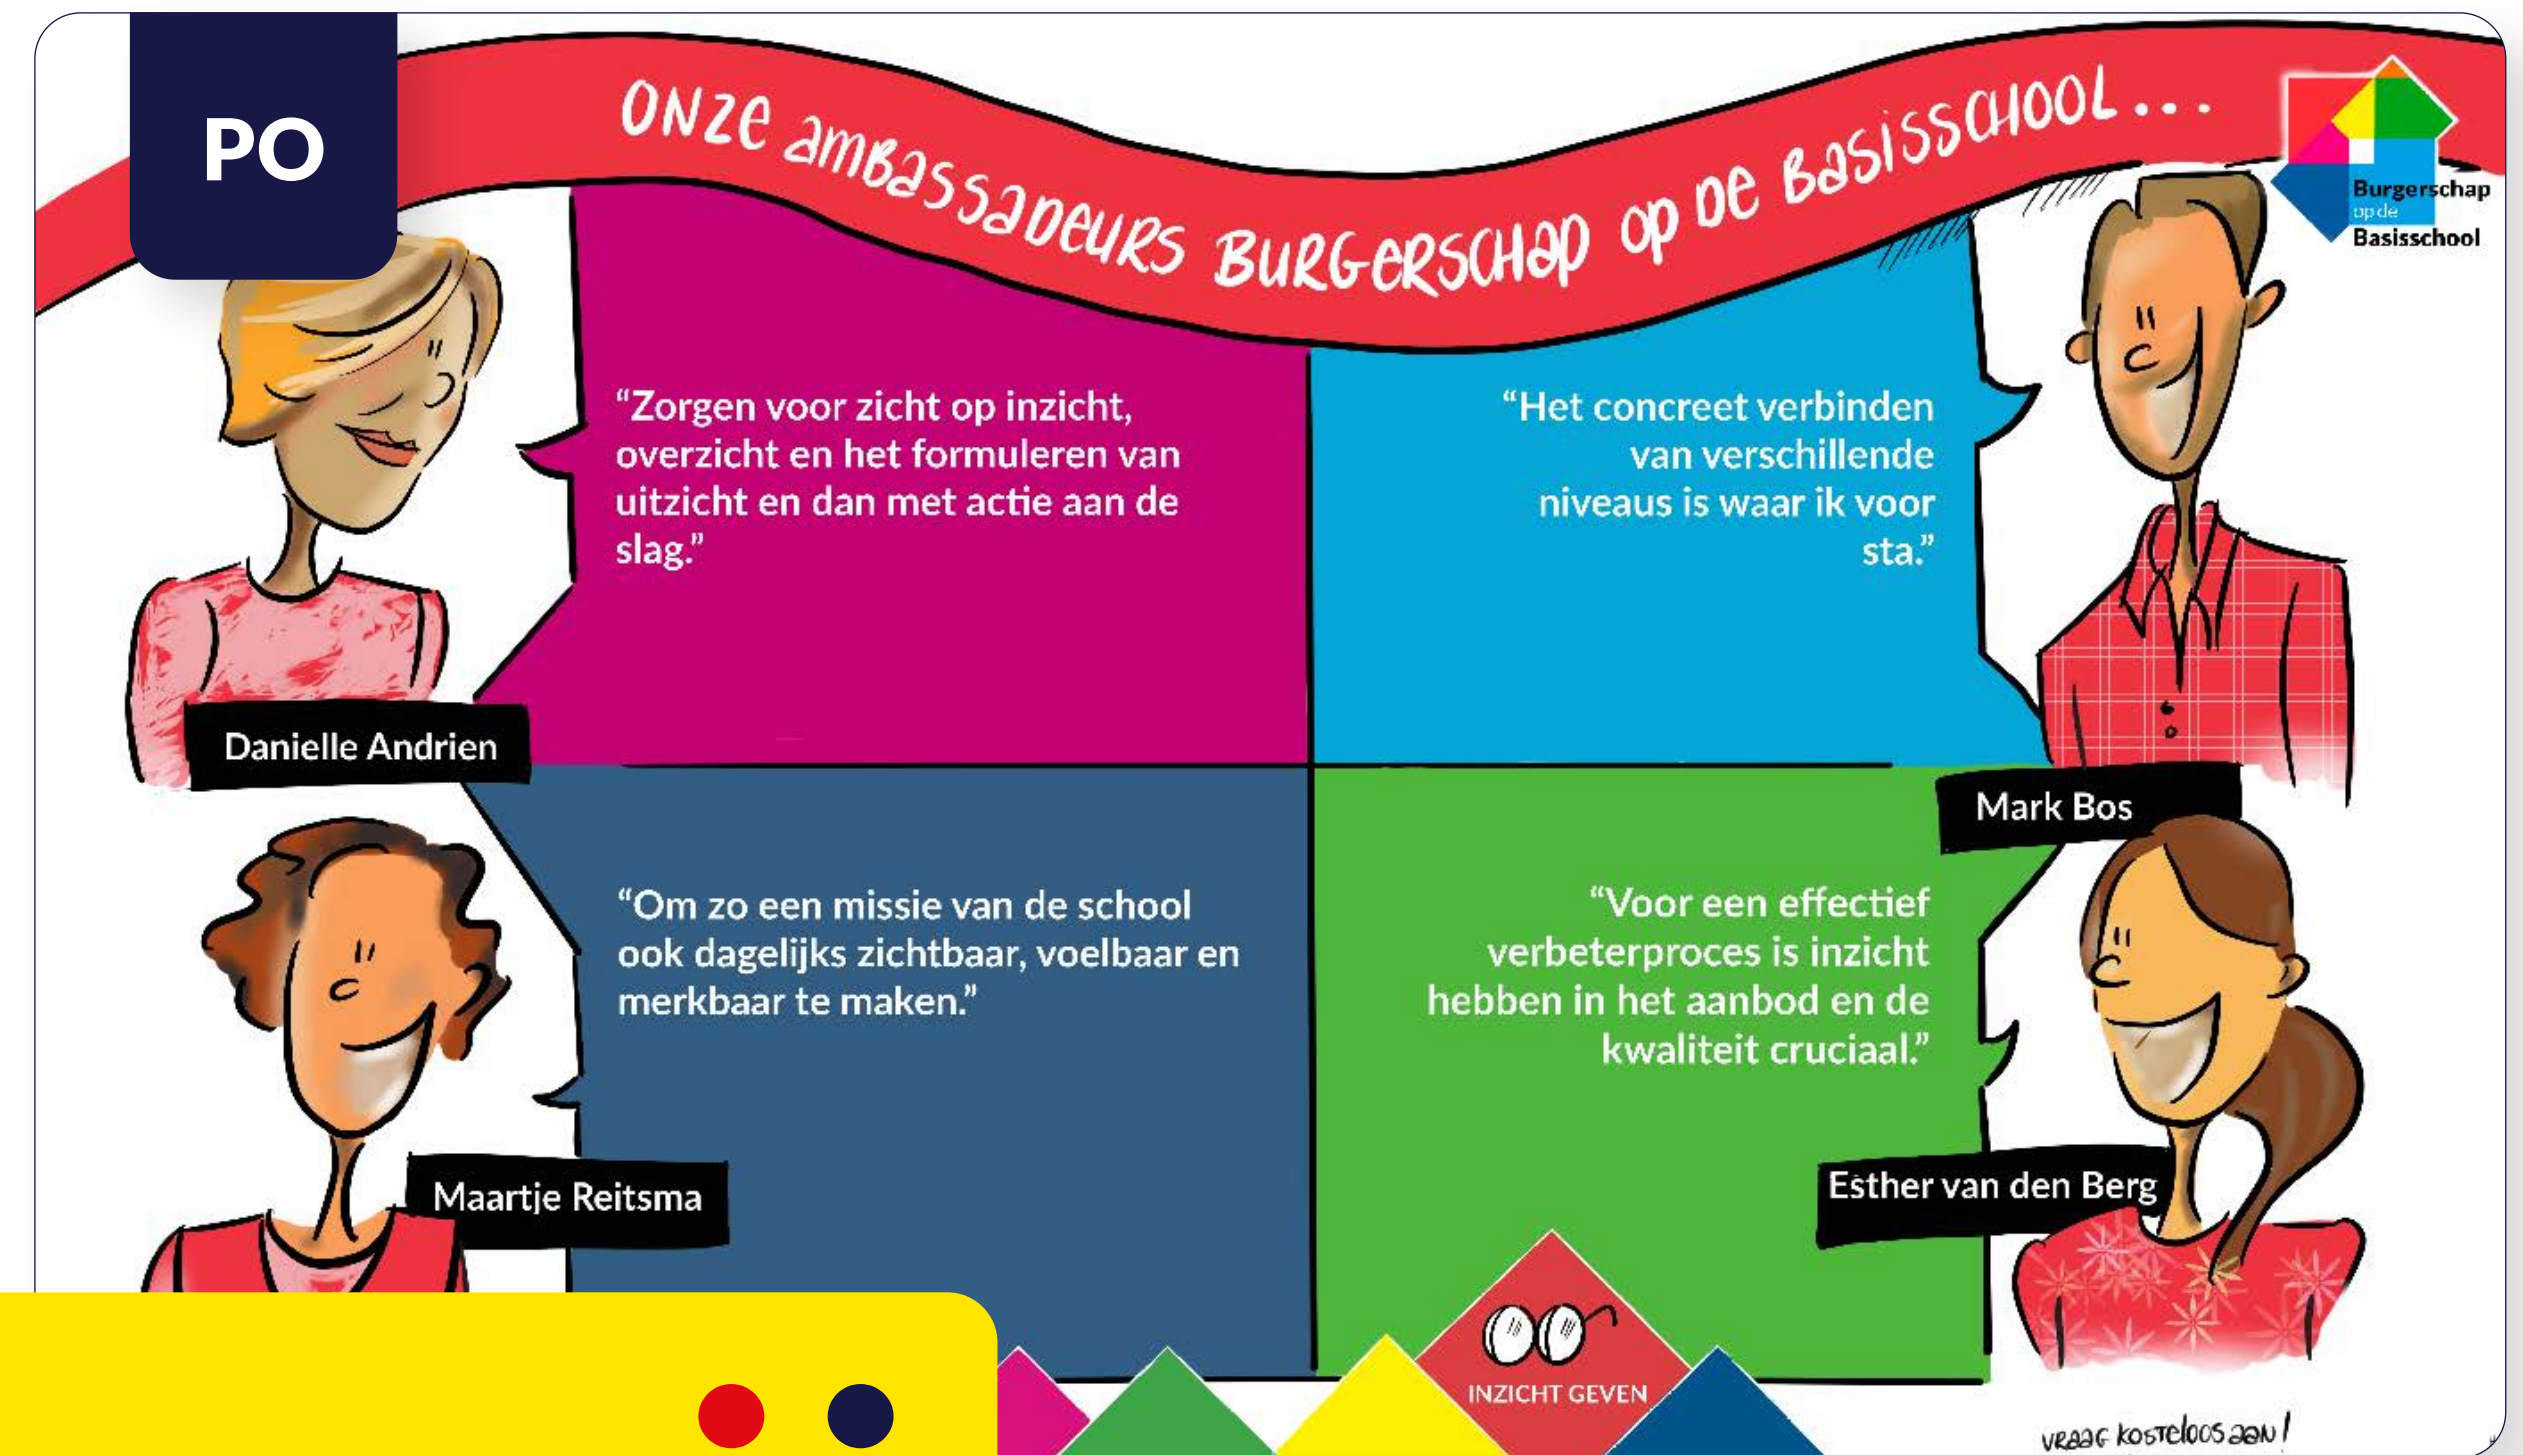 PO
ONZE AMBASSADEURS BURGERSCHAP OP DE BASISSCHOOL...
Burgerschap
op de
Basisschool
“Zorgen voor zicht op inzicht,
overzicht en het formuleren van
uitzicht en dan met actie aan de
slag.”
Danielle Andrien
“Het concreet verbinden
van verschillende
niveaus is waar ik voor
sta.”
Mark Bos
“Om zo een missie van de school
ook dagelijks zichtbaar, voelbaar en
merkbaar te maken.”
Maartje Reitsma
“Voor een effectief
verbeterproces is inzicht
hebben in het aanbod en de
kwaliteit cruciaal.”
Esther van den Berg
INZICHT GEVEN
VRAAG KOSTELOOS AAN!